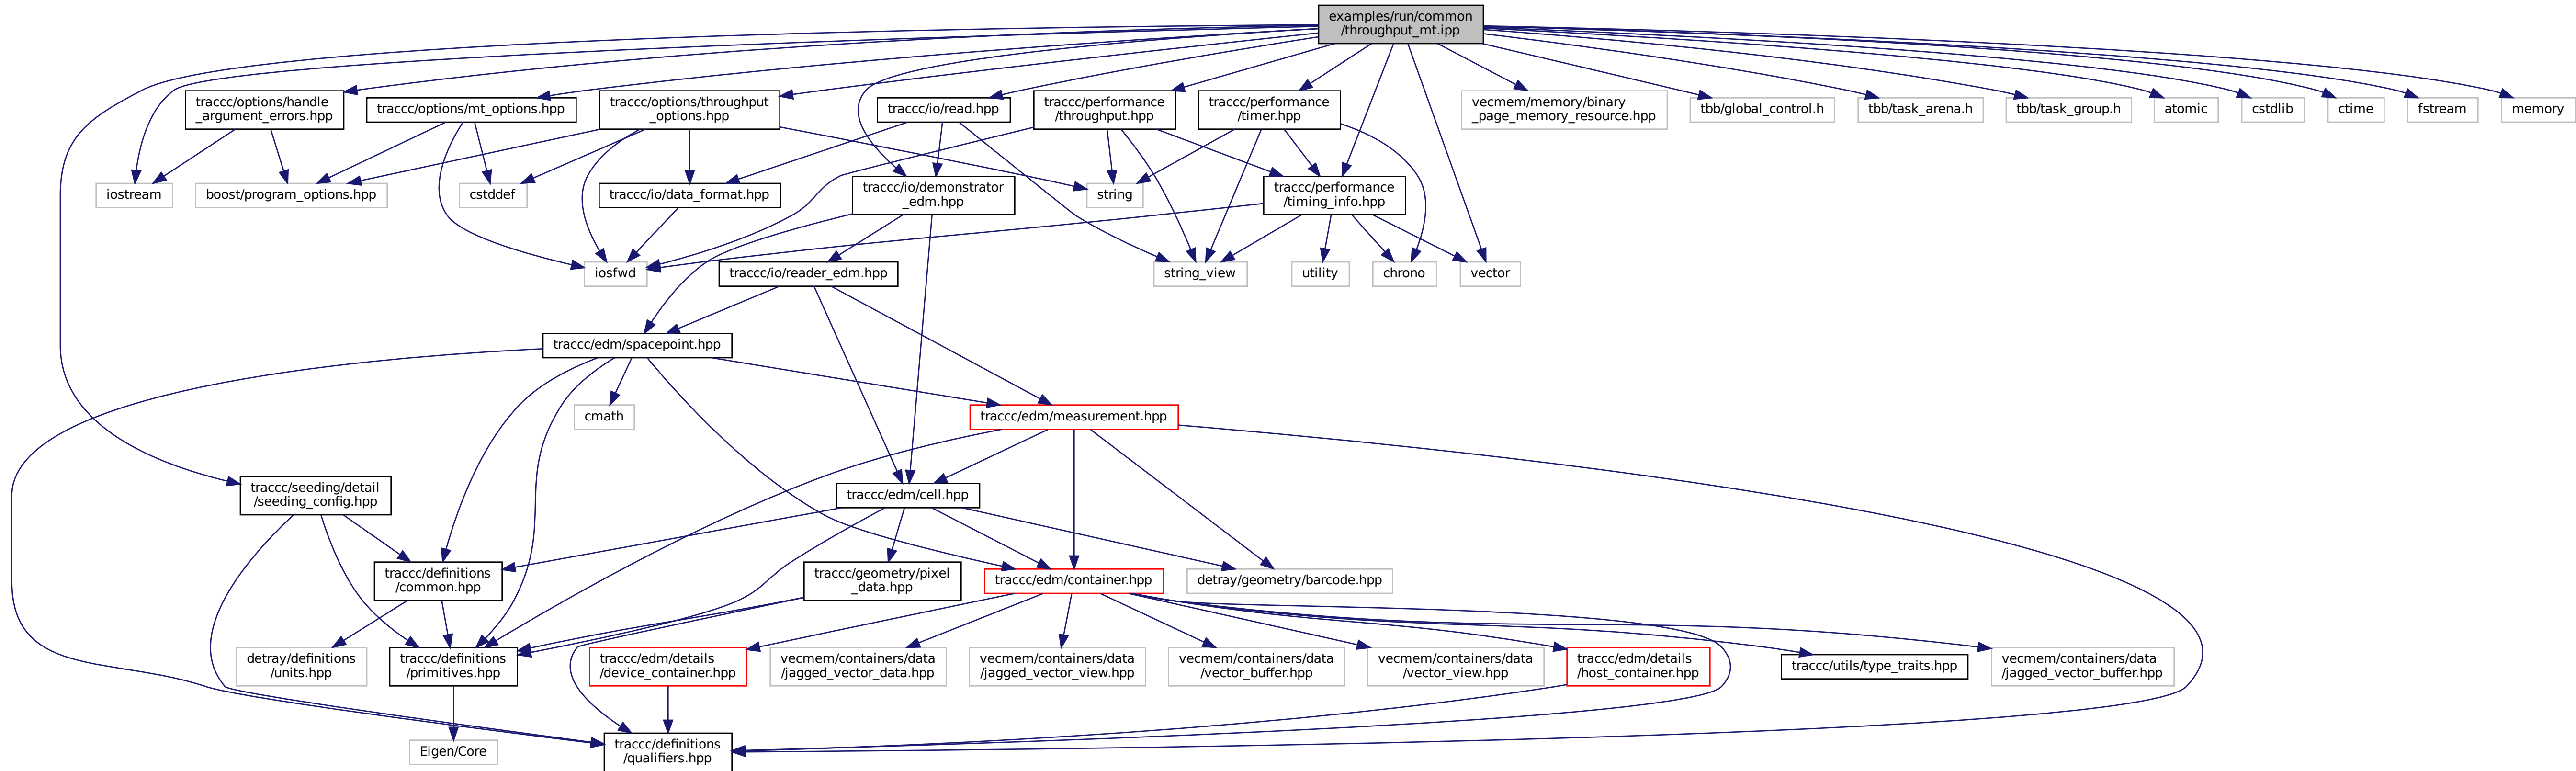 examples/run/common
/throughput_mt.ipp
traccc/options/handle
_argument_errors.hpp
traccc/options/mt_options.hpp
traccc/options/throughput
_options.hpp
traccc/io/read.hpp
traccc/performance
/throughput.hpp
traccc/performance
/timer.hpp
vecmem/memory/binary
_page_memory_resource.hpp
tbb/global_control.h
tbb/task_arena.h
tbb/task_group.h
atomic
cstdlib
ctime
fstream
memory
iostream
boost/program_options.hpp
cstddef
traccc/io/data_format.hpp
traccc/io/demonstrator
_edm.hpp
string
traccc/performance
/timing_info.hpp
iosfwd
traccc/io/reader_edm.hpp
string_view
utility
chrono
vector
traccc/edm/spacepoint.hpp
cmath
traccc/edm/measurement.hpp
traccc/seeding/detail
/seeding_config.hpp
traccc/edm/cell.hpp
traccc/definitions
/common.hpp
traccc/geometry/pixel
_data.hpp
traccc/edm/container.hpp
detray/geometry/barcode.hpp
detray/definitions
/units.hpp
traccc/definitions
/primitives.hpp
traccc/edm/details
/device_container.hpp
vecmem/containers/data
/jagged_vector_data.hpp
vecmem/containers/data
/jagged_vector_view.hpp
vecmem/containers/data
/vector_buffer.hpp
vecmem/containers/data
/vector_view.hpp
traccc/edm/details
/host_container.hpp
traccc/utils/type_traits.hpp
vecmem/containers/data
/jagged_vector_buffer.hpp
Eigen/Core
traccc/definitions
/qualifiers.hpp